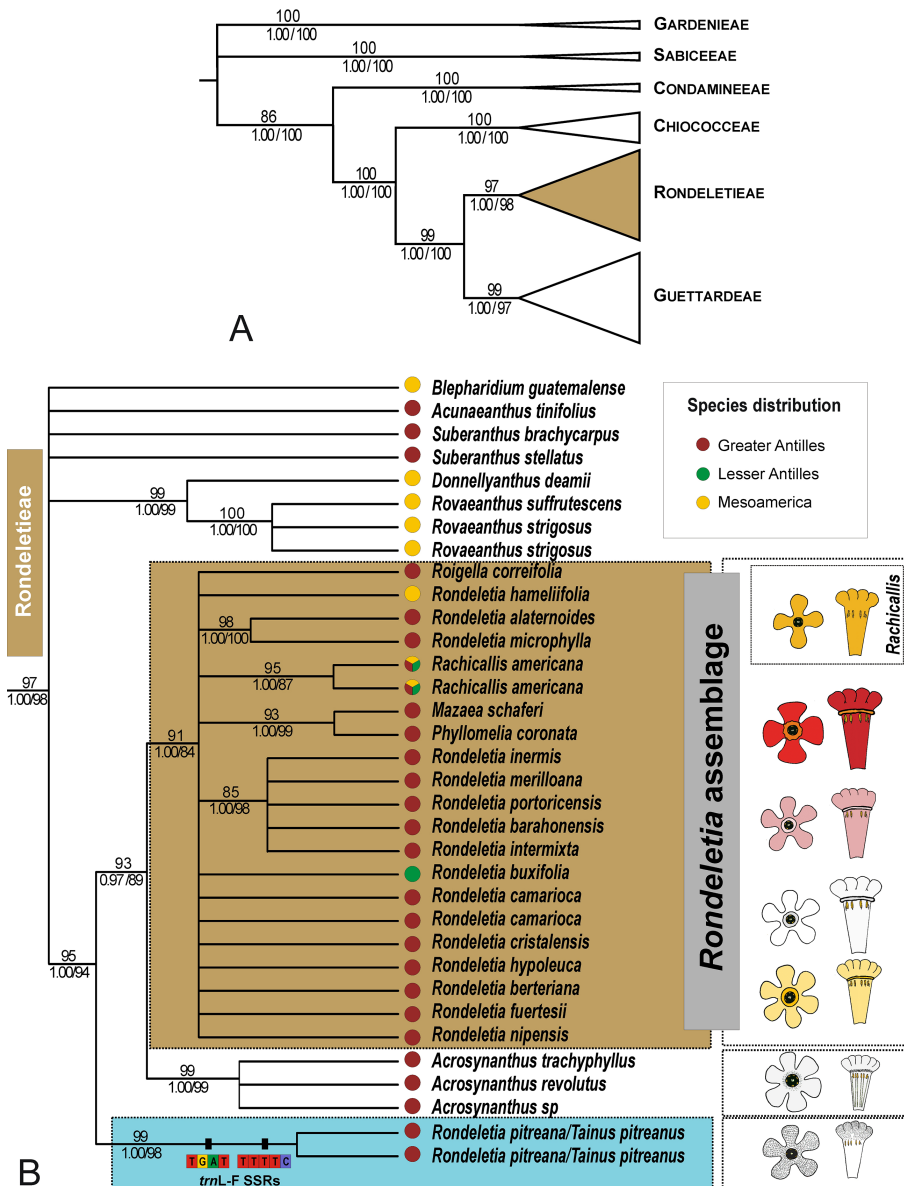 100
1.00/100
GARDENIEAE
100
1.00/100
SABICEEAE
100
1.00/100
CONDAMINEEAE
86
1.00/100
100
1.00/100
CHIOCOCCEAE
100
1.00/100
97
1.00/98
RONDELETIEAE
99
1.00/100
99
1.00/97
GUETTARDEAE
A
Blepharidium guatemalense
Acunaeanthus tinifolius
Suberanthus brachycarpus
Suberanthus stellatus
Donnellyanthus deamii
Rovaeanthus suffrutescens
Rovaeanthus strigosus
Rovaeanthus strigosus
Species distribution
Greater Antilles
Lesser Antilles
Mesoamerica
Rondeletieae
99
1.00/99
100
1.00/100
97
1.00/98
Roigella correifolia
Rondeletia hameliifolia
Rondeletia alaternoides
Rondeletia microphylla
Rachicallis americana
Rachicallis americana
Mazaea schaferi
Phyllomelia coronata
Rondeletia inermis
Rondeletia merilloana
Rondeletia portoricensis
Rondeletia barahonensis
Rondeletia intermixta
Rondeletia buxifolia
Rondeletia camarioca
Rondeletia camarioca
Rondeletia cristalensis
Rondeletia hypoleuca
Rondeletia berteriana
Rondeletia fuertesii
Rondeletia nipensis
98
1.00/100
95
1.00/87
93
1.00/99
91
1.00/84
85
1.00/98
93
0.97/89
95
1.00/94
Rondeletia assemblage
Rachicallis
Acrosynanthus trachyphyllus
Acrosynanthus revolutus
Acrosynanthus sp
99
1.00/99
Rondeletia pitreana/Tainus pitreanus
Rondeletia pitreana/Tainus pitreanus
99
1.00/98
TGAT TTTTC
trnL-F SSRs
B